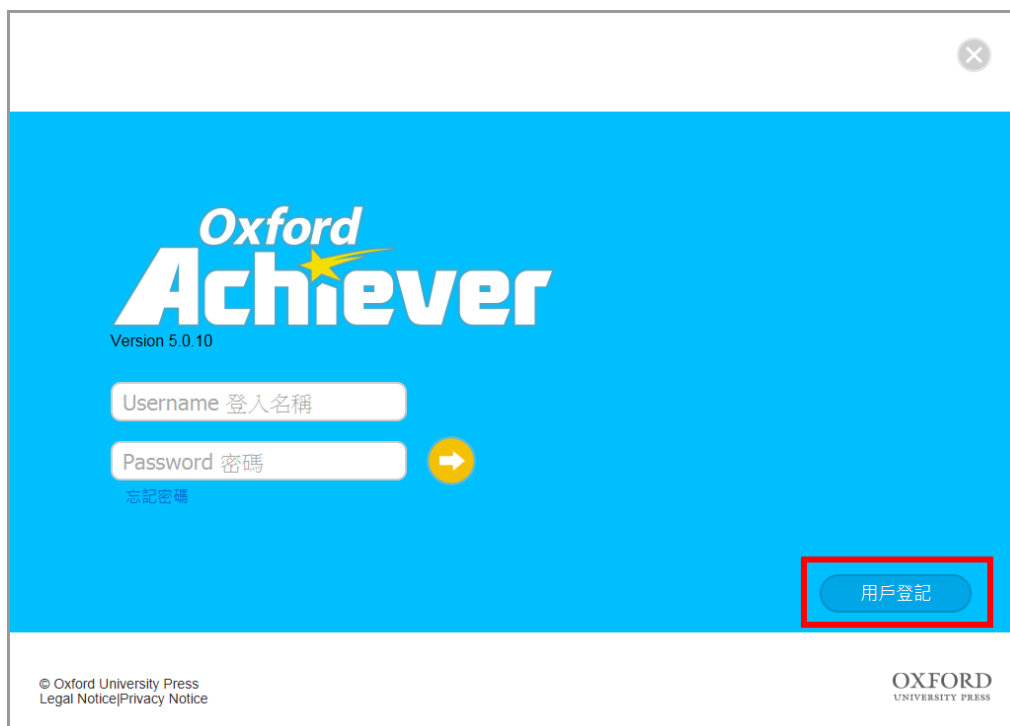 Oxford
Achiever
Version 5.0.10
Username 登入名稱
Password 密碼
忘記密碼
用戶登記
© Oxford University Press
Legal Notice|Privacy Notice
OXFORD
UNIVERSITY PRESS